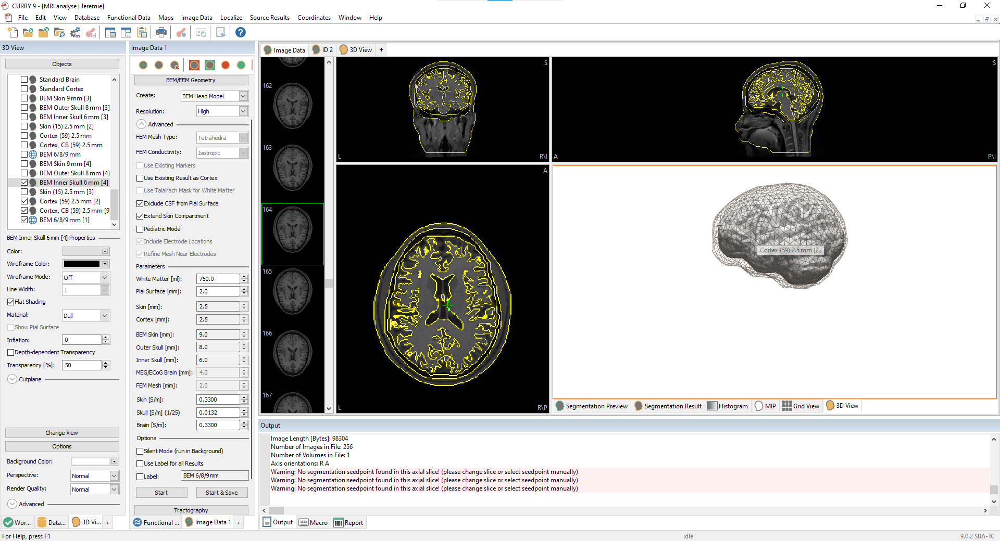 CURRY 9 - [MRI analyse | Jeremie]
File Edit View Database Functional Data Maps Image Data Localize Source Results Coordinates Window Help
3D View
Objects
Standard Brain
Standard Cortex
BEM Skin 9 mm [3]
BEM Outer Skull 8 mm [3]
BEM Inner Skull 6 mm [3]
Skin (15) 2.5 mm [2]
Cortex (59) 2.5 mm
Cortex, CB (59) 2.5 mm
BEM 6/8/9 mm
BEM Skin 9 mm [4]
BEM Outer Skull 8 mm [4]
BEM Inner Skull 6 mm [4]
Skin (15) 2.5 mm [3]
Cortex (59) 2.5 mm [2]
Cortex, CB (59) 2.5 mm [9
BEM 6/8/9 mm [1]
BEM Inner Skull 6 mm [4] Properties
Color:
Wireframe Color:
Wireframe Mode: Off
Line Width: 1
Flat Shading
Material: Dull
Show Pial Surface
Inflation: 0
Depth-dependent Transparency
Transparency [%]: 50
Cutplane
Change View
Options
Background Color:
Perspective: Normal
Render Quality: Normal
Advanced
Wor... Data... 3D Vi... +
Image Data 1
BEM/FEM Geometry
Create: BEM Head Model
Resolution: High
Advanced
FEM Mesh Type: Tetrahedra
FEM Conductivity: Isotropic
Use Existing Markers
Use Existing Result as Cortex
Use Talairach Mask for White Matter
Exclude CSF from Pial Surface
Extend Skin Compartment
Pediatric Mode
Include Electrode Locations
Refine Mesh Near Electrodes
Parameters
White Matter [ml]: 750.0
Pial Surface [mm]: 2.0
Skin [mm]: 2.5
Cortex [mm]: 2.5
BEM Skin [mm]: 9.0
Outer Skull [mm]: 8.0
Inner Skull [mm]: 6.0
MEG/ECoG Brain [mm]: 4.0
FEM Mesh [mm]: 2.0
Skin [S/m]: 0.3300
Skull [S/m] (1/25) 0.0132
Brain [S/m]: 0.3300
Options
Silent Mode (run in Background)
Use Label for all Results
Label: BEM 6/8/9 mm
Start Start & Save
Tractography
Functional ... Image Data 1 +
Image Data ID 2 3D View +
162
163
164
165
166
167
S
L R\I
S
A P\I
A
L R\P
Cortex (59) 2.5 mm [2]
Segmentation Preview Segmentation Result Histogram MIP Grid View 3D View
Output
Image Length [Bytes]: 98304
Number of Images in File: 256
Number of Volumes in File: 1
Axis orientations: R A
Warning: No segmentation seedpoint found in this axial slice! (please change slice or select seedpoint manually)
Warning: No segmentation seedpoint found in this axial slice! (please change slice or select seedpoint manually)
Warning: No segmentation seedpoint found in this axial slice! (please change slice or select seedpoint manually)
Output Macro Report
For Help, press F1 Idle 9.0.2 SBA-TC